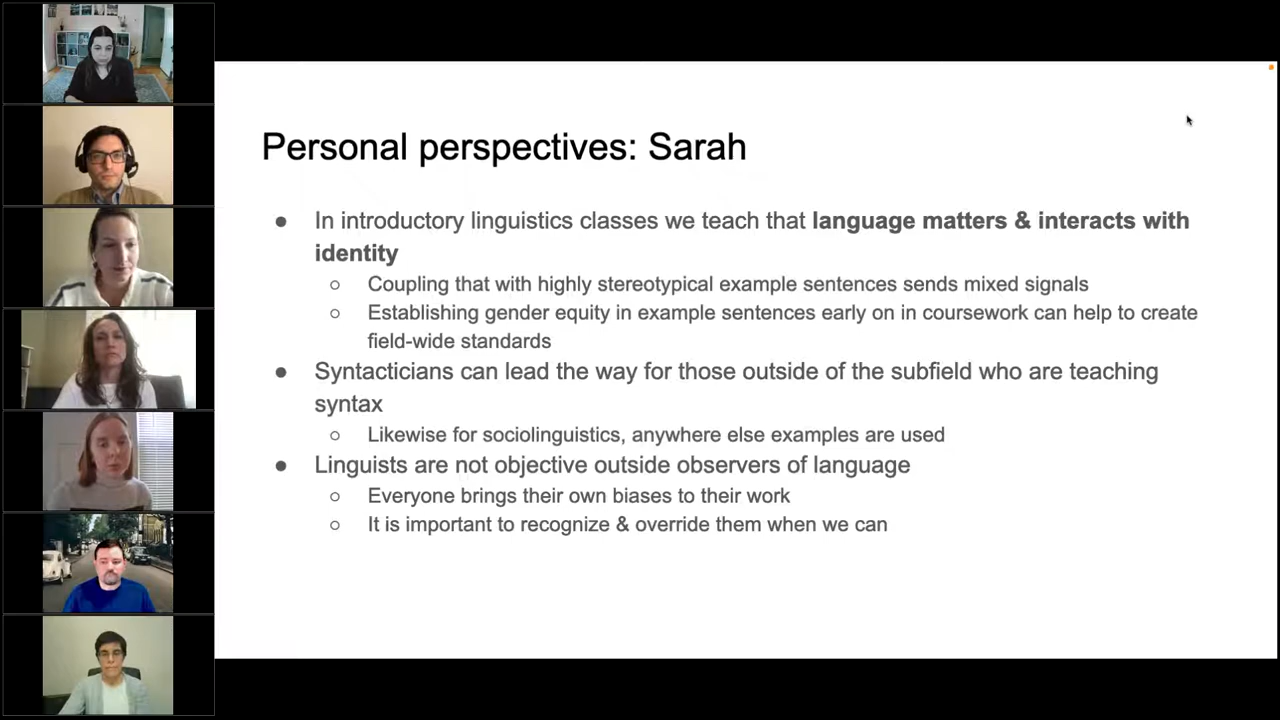 Personal perspectives: Sarah
● In introductory linguistics classes we teach that language matters & interacts with
identity
○ Coupling that with highly stereotypical example sentences sends mixed signals
○ Establishing gender equity in example sentences early on in coursework can help to create
field-wide standards
● Syntacticians can lead the way for those outside of the subfield who are teaching
syntax
○ Likewise for sociolinguistics, anywhere else examples are used
● Linguists are not objective outside observers of language
○ Everyone brings their own biases to their work
○ It is important to recognize & override them when we can